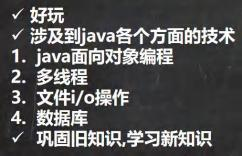 ✓ 好玩
✓ 涉及到java各个方面的技术
1. java面向对象编程
2. 多线程
3. 文件i/o操作
4. 数据库
✓ 巩固旧知识,学习新知识